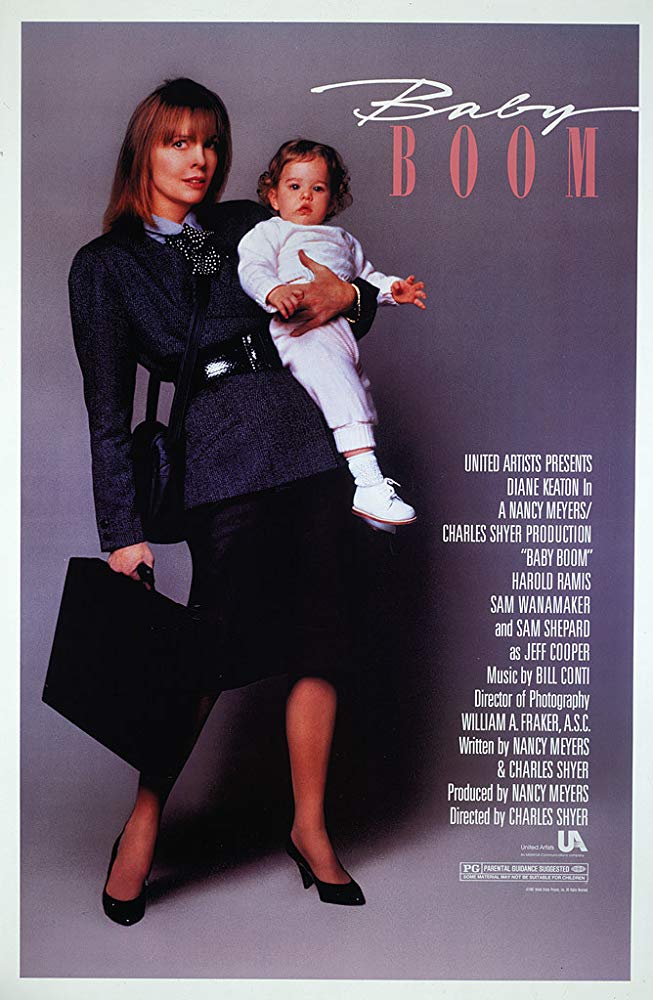 Baby
BOOM
UNITED ARTISTS PRESENTS
DIANE KEATON In
A NANCY MEYERS/
CHARLES SHYER PRODUCTION
"BABY BOOM"
HAROLD RAMIS
SAM WANAMAKER
and SAM SHEPARD
as JEFF COOPER
Music by BILL CONTI
Director of Photography
WILLIAM A. FRAKER, A.S.C.
Written by NANCY MEYERS
& CHARLES SHYER
Produced by NANCY MEYERS
Directed by CHARLES SHYER
United Artists UA
PG PARENTAL GUIDANCE SUGGESTED
SOME MATERIAL MAY NOT BE SUITABLE FOR CHILDREN